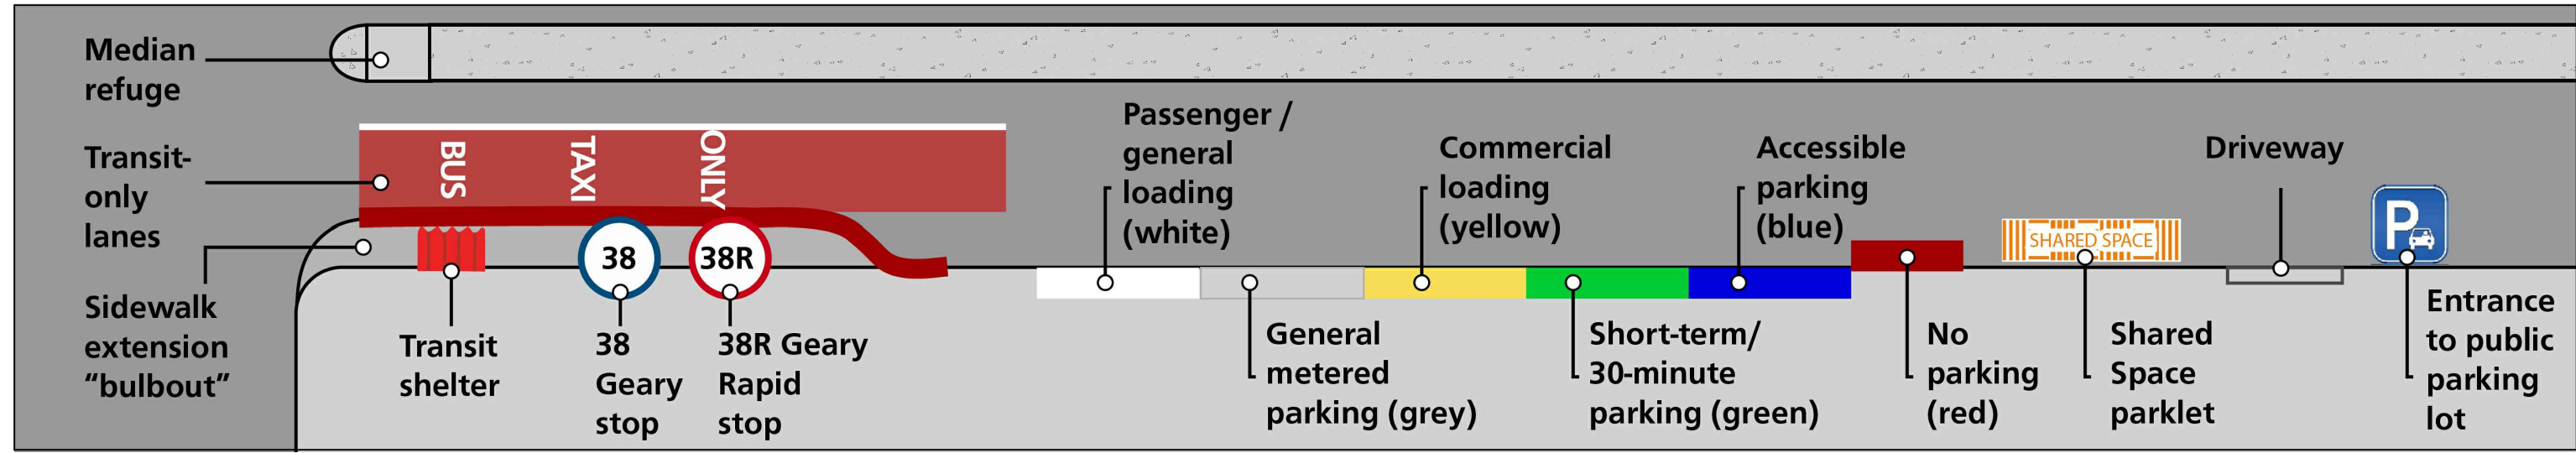 Median
refuge
Transit-
only
lanes
Sidewalk
extension
“bulbout”
BUS
TAXI
ONLY
Transit
shelter
38
38
Geary
stop
38R
38R Geary
Rapid
stop
Passenger /
general
loading
(white)
General
metered
parking (grey)
Commercial
loading
(yellow)
Short-term/
30-minute
parking (green)
Accessible
parking
(blue)
No
parking
(red)
SHARED SPACE
Shared
Space
parklet
Driveway
P
Entrance
to public
parking
lot